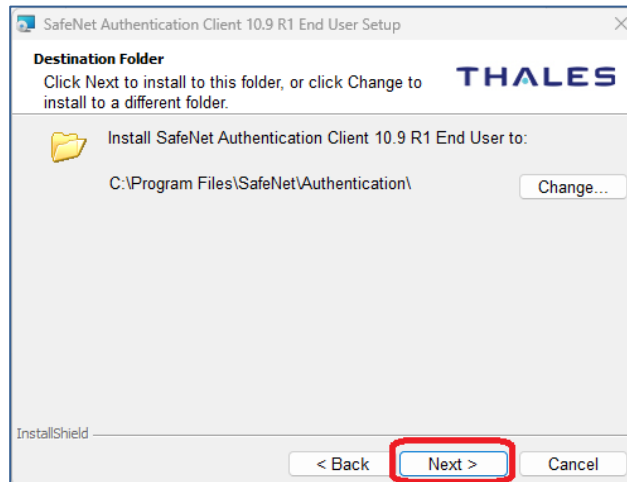 SafeNet Authentication Client 10.9 R1 End User Setup
Destination Folder
Click Next to install to this folder, or click Change to
install to a different folder.
THALES
Install SafeNet Authentication Client 10.9 R1 End User to:
C:\Program Files\SafeNet\Authentication\
Change...
InstallShield
< Back
Next >
Cancel